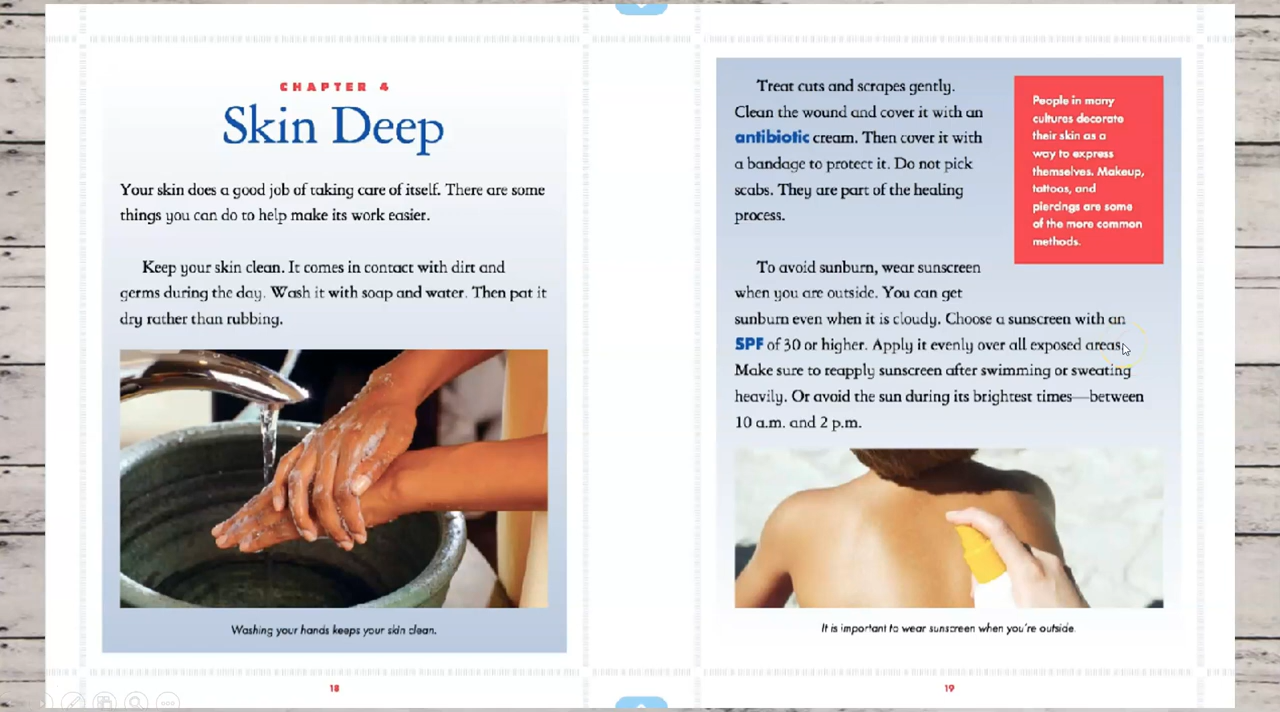 CHAPTER 4
Skin Deep
Your skin does a good job of taking care of itself. There are some
things you can do to help make its work easier.
Keep your skin clean. It comes in contact with dirt and
germs during the day. Wash it with soap and water. Then pat it
dry rather than rubbing.
Washing your hands keeps your skin clean.
18
Treat cuts and scrapes gently.
Clean the wound and cover it with an
antibiotic cream. Then cover it with
a bandage to protect it. Do not pick
scabs. They are part of the healing
process.
People in many
cultures decorate
their skin as a
way to express
themselves. Makeup,
tattoos, and
piercings are some
of the more common
methods.
To avoid sunburn, wear sunscreen
when you are outside. You can get
sunburn even when it is cloudy. Choose a sunscreen with an
SPF of 30 or higher. Apply it evenly over all exposed areas.
Make sure to reapply sunscreen after swimming or sweating
heavily. Or avoid the sun during its brightest times—between
10 a.m. and 2 p.m.
It is important to wear sunscreen when you're outside.
19